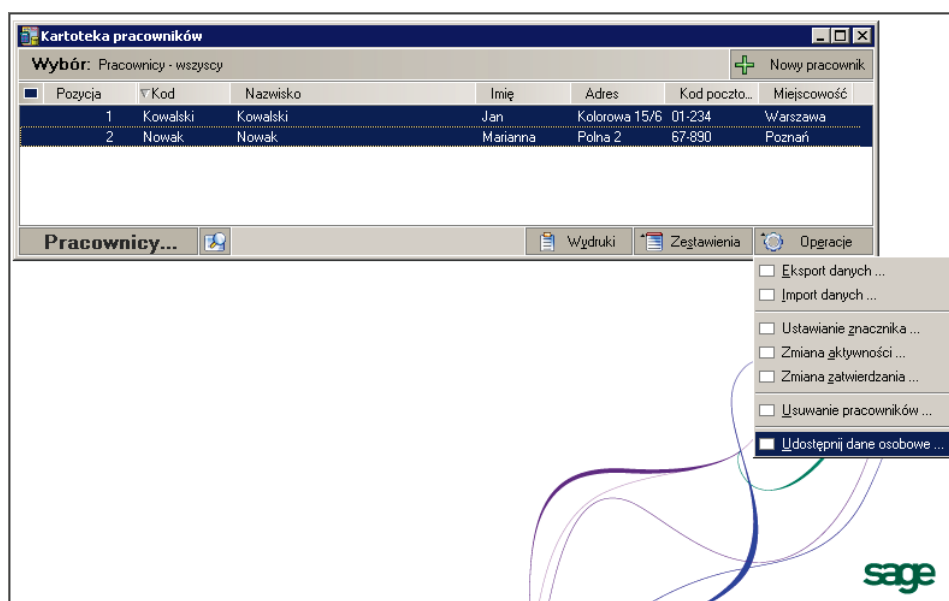 Kartoteka pracowników
Wybór: Pracownicy - wszyscy
Nowy pracownik
Pozycja Kod Nazwisko Imię Adres Kod poczto... Miejscowość
1 Kowalski Kowalski Jan Kolorowa 15/6 01-234 Warszawa
2 Nowak Nowak Marianna Polna 2 67-890 Poznań
Pracownicy... Wydruki Zestawienia Operacje
Eksport danych ...
Import danych ...
Ustawianie znacznika ...
Zmiana aktywności ...
Zmiana zatwierdzania ...
Usuwanie pracowników ...
Udostępnij dane osobowe ...
sage